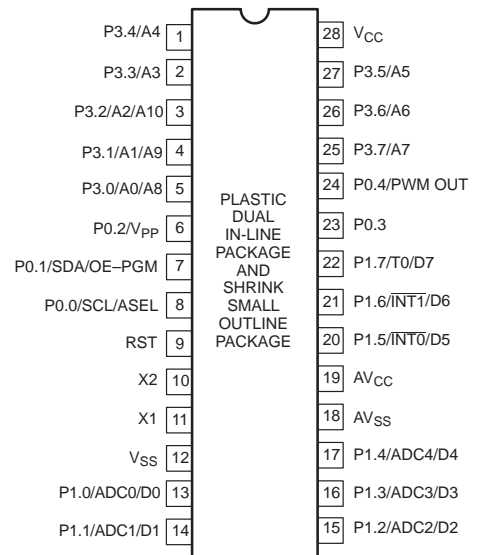 P3.4/A4 1
P3.3/A3 2
P3.2/A2/A10 3
P3.1/A1/A9 4
P3.0/A0/A8 5
P0.2/VPP 6
P0.1/SDA/OE–PGM 7
P0.0/SCL/ASEL 8
RST 9
X2 10
X1 11
VSS 12
P1.0/ADC0/D0 13
P1.1/ADC1/D1 14
PLASTIC
DUAL
IN-LINE
PACKAGE
AND
SHRINK
SMALL
OUTLINE
PACKAGE
28 VCC
27 P3.5/A5
26 P3.6/A6
25 P3.7/A7
24 P0.4/PWM OUT
23 P0.3
22 P1.7/T0/D7
21 P1.6/INT1/D6
20 P1.5/INT0/D5
19 AVCC
18 AVSS
17 P1.4/ADC4/D4
16 P1.3/ADC3/D3
15 P1.2/ADC2/D2